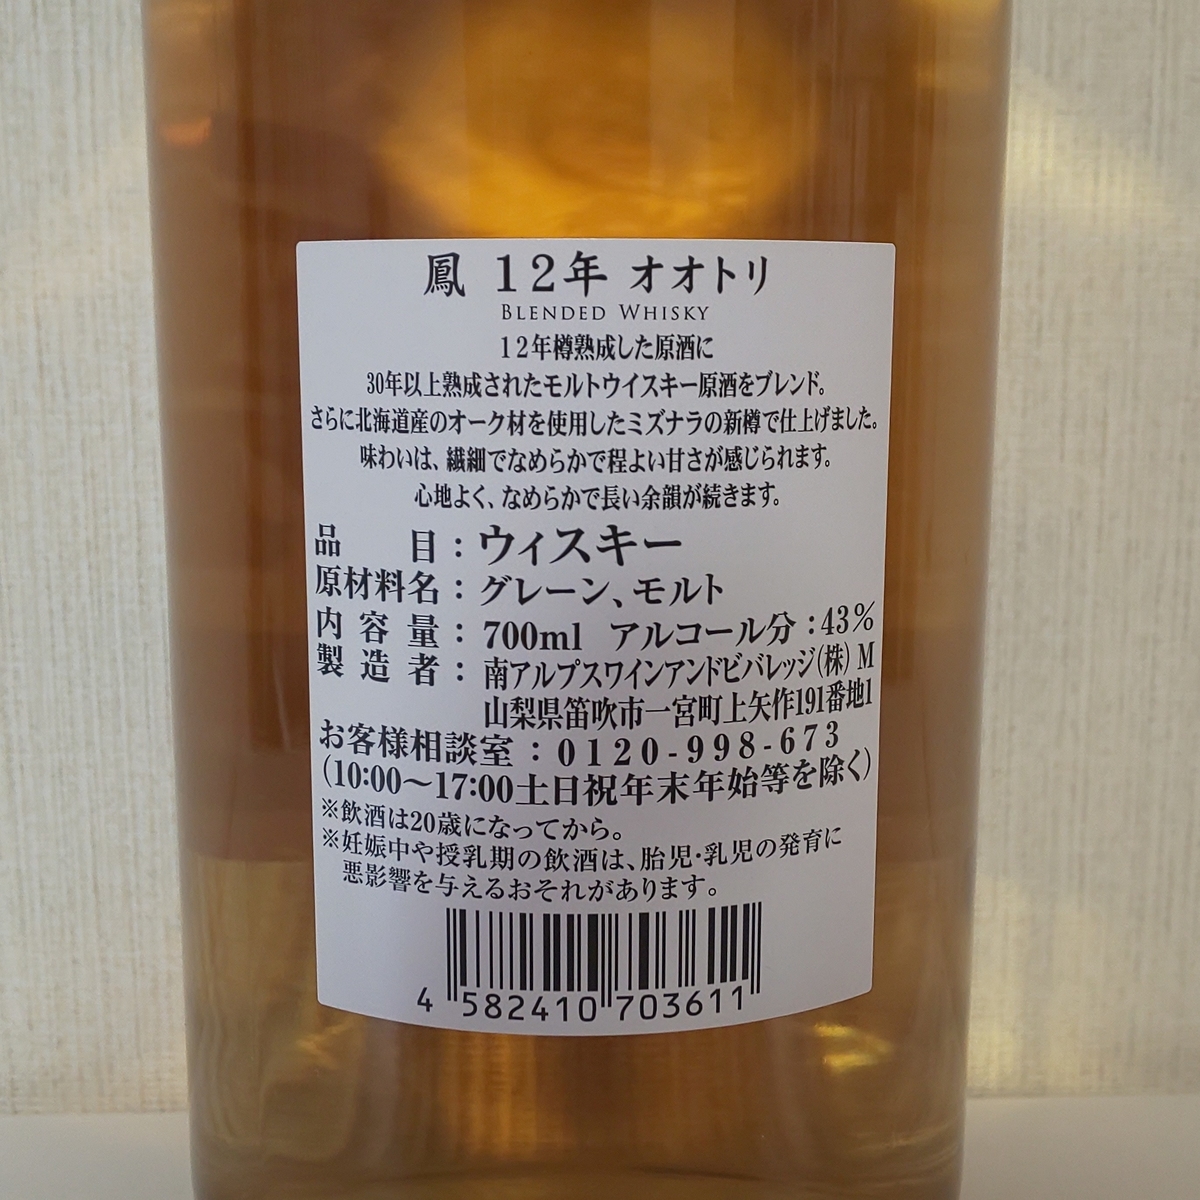 鳳 12年 オオトリ
BLENDED WHISKY
12年樽熟成した原酒に
30年以上熟成されたモルトウイスキー原酒をブレンド。
さらに北海道産のオーク材を使用したミズナラの新樽で仕上げました。
味わいは、繊細でなめらかで程よい甘さが感じられます。
心地よく、なめらかで長い余韻が続きます。
品目：ウィスキー
原材料名：グレーン、モルト
内容量：700ml アルコール分：43%
製造者：南アルプスワインアンドビバレッジ(株) M
山梨県笛吹市一宮町上矢作191番地1
お客様相談室：0120-998-673
(10:00～17:00土日祝年末年始等を除く)
※飲酒は20歳になってから。
※妊娠中や授乳期の飲酒は、胎児・乳児の発育に
悪影響を与えるおそれがあります。
4 582410 703611